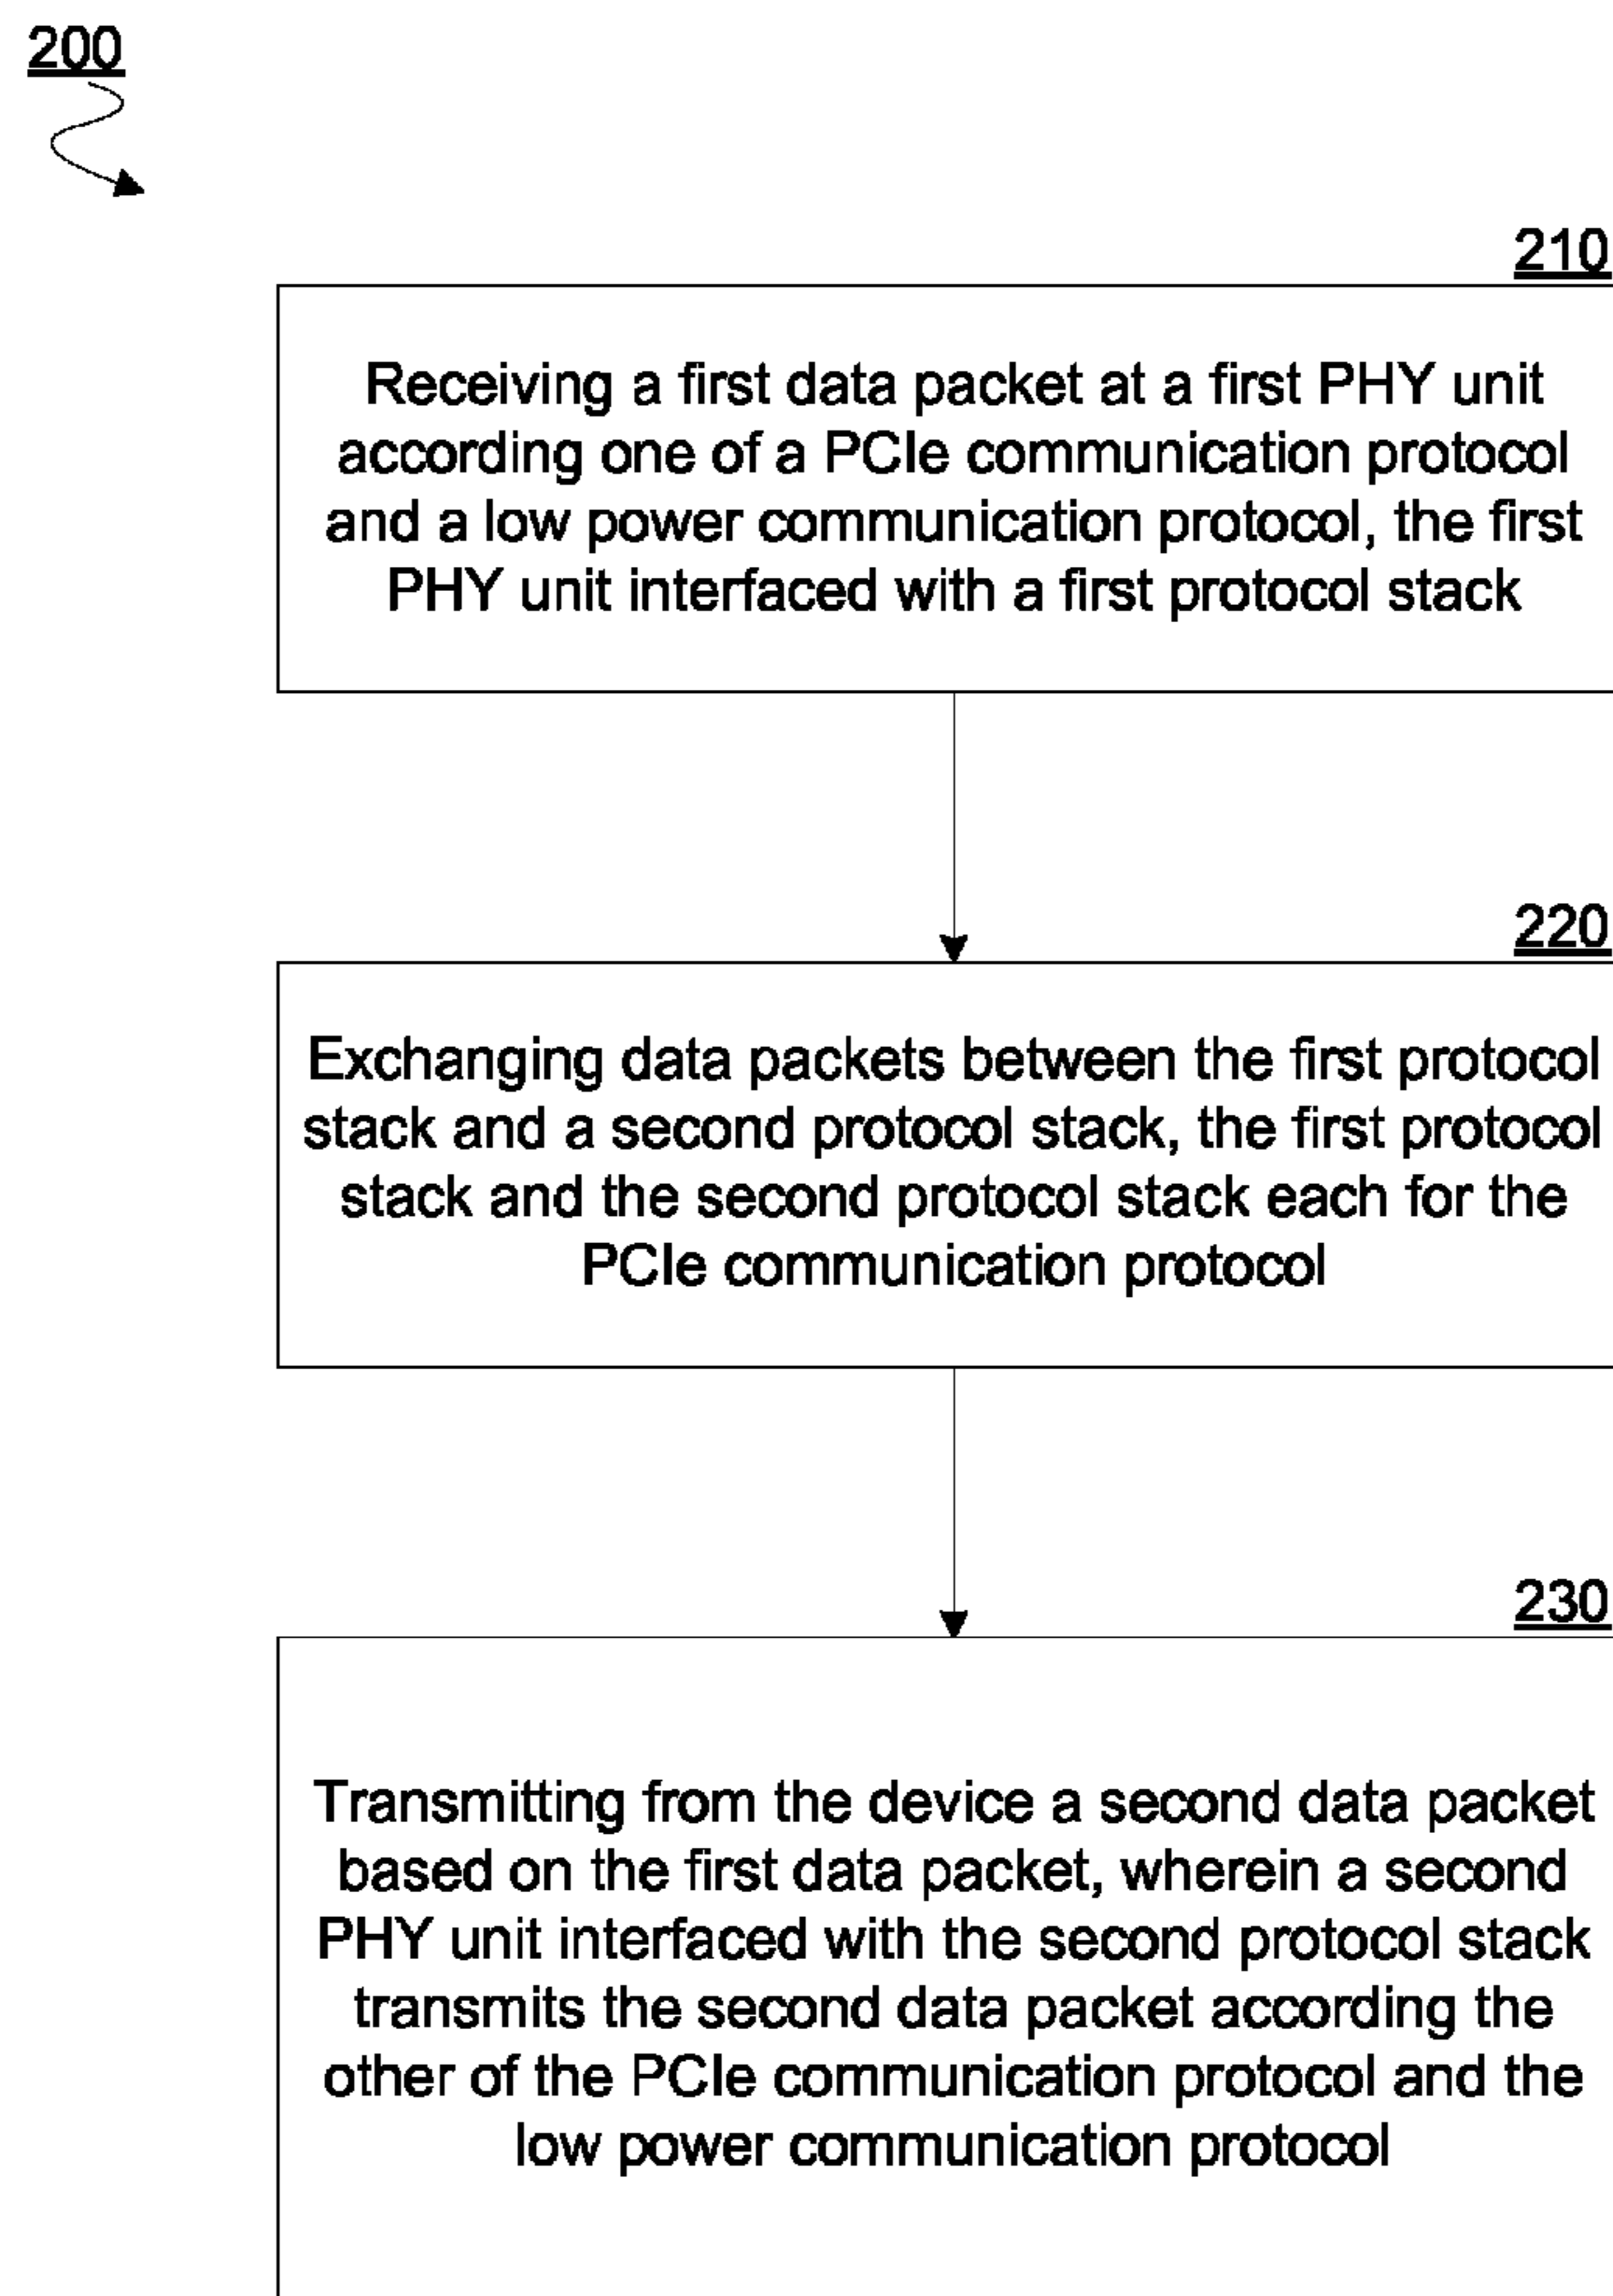 200
210
Receiving a first data packet at a first PHY unit
according one of a PCIe communication protocol
and a low power communication protocol, the first
PHY unit interfaced with a first protocol stack
220
Exchanging data packets between the first protocol
stack and a second protocol stack, the first protocol
stack and the second protocol stack each for the
PCIe communication protocol
230
Transmitting from the device a second data packet
based on the first data packet, wherein a second
PHY unit interfaced with the second protocol stack
transmits the second data packet according the
other of the PCIe communication protocol and the
low power communication protocol